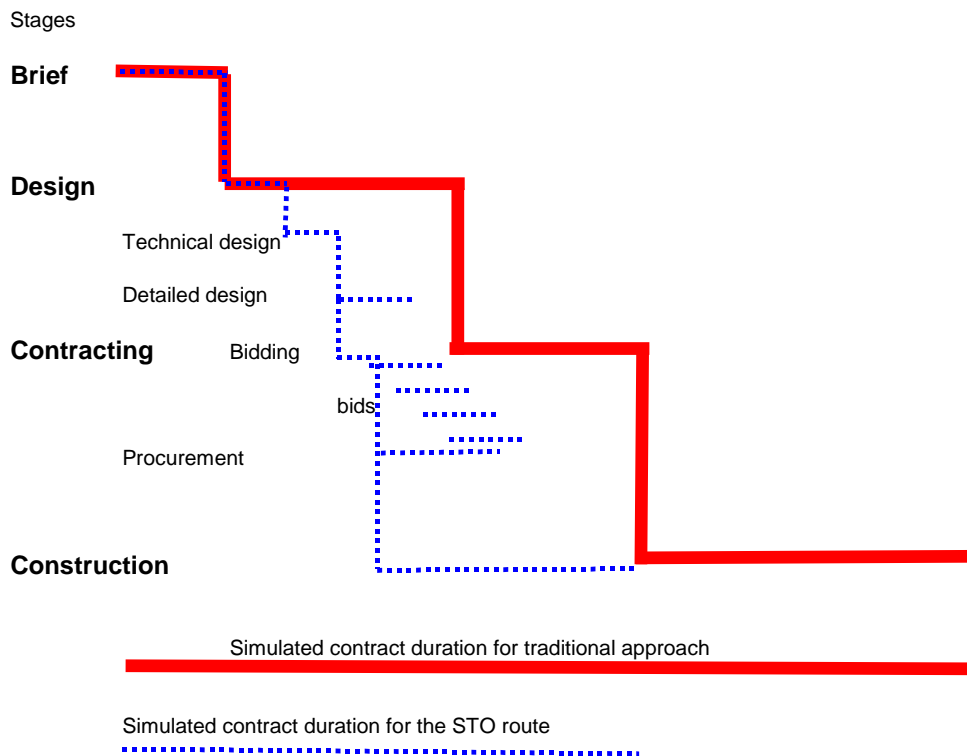 Stages
Brief
Design
Technical design
Detailed design
Contracting Bidding
bids
Procurement
Construction
Simulated contract duration for traditional approach
Simulated contract duration for the STO route